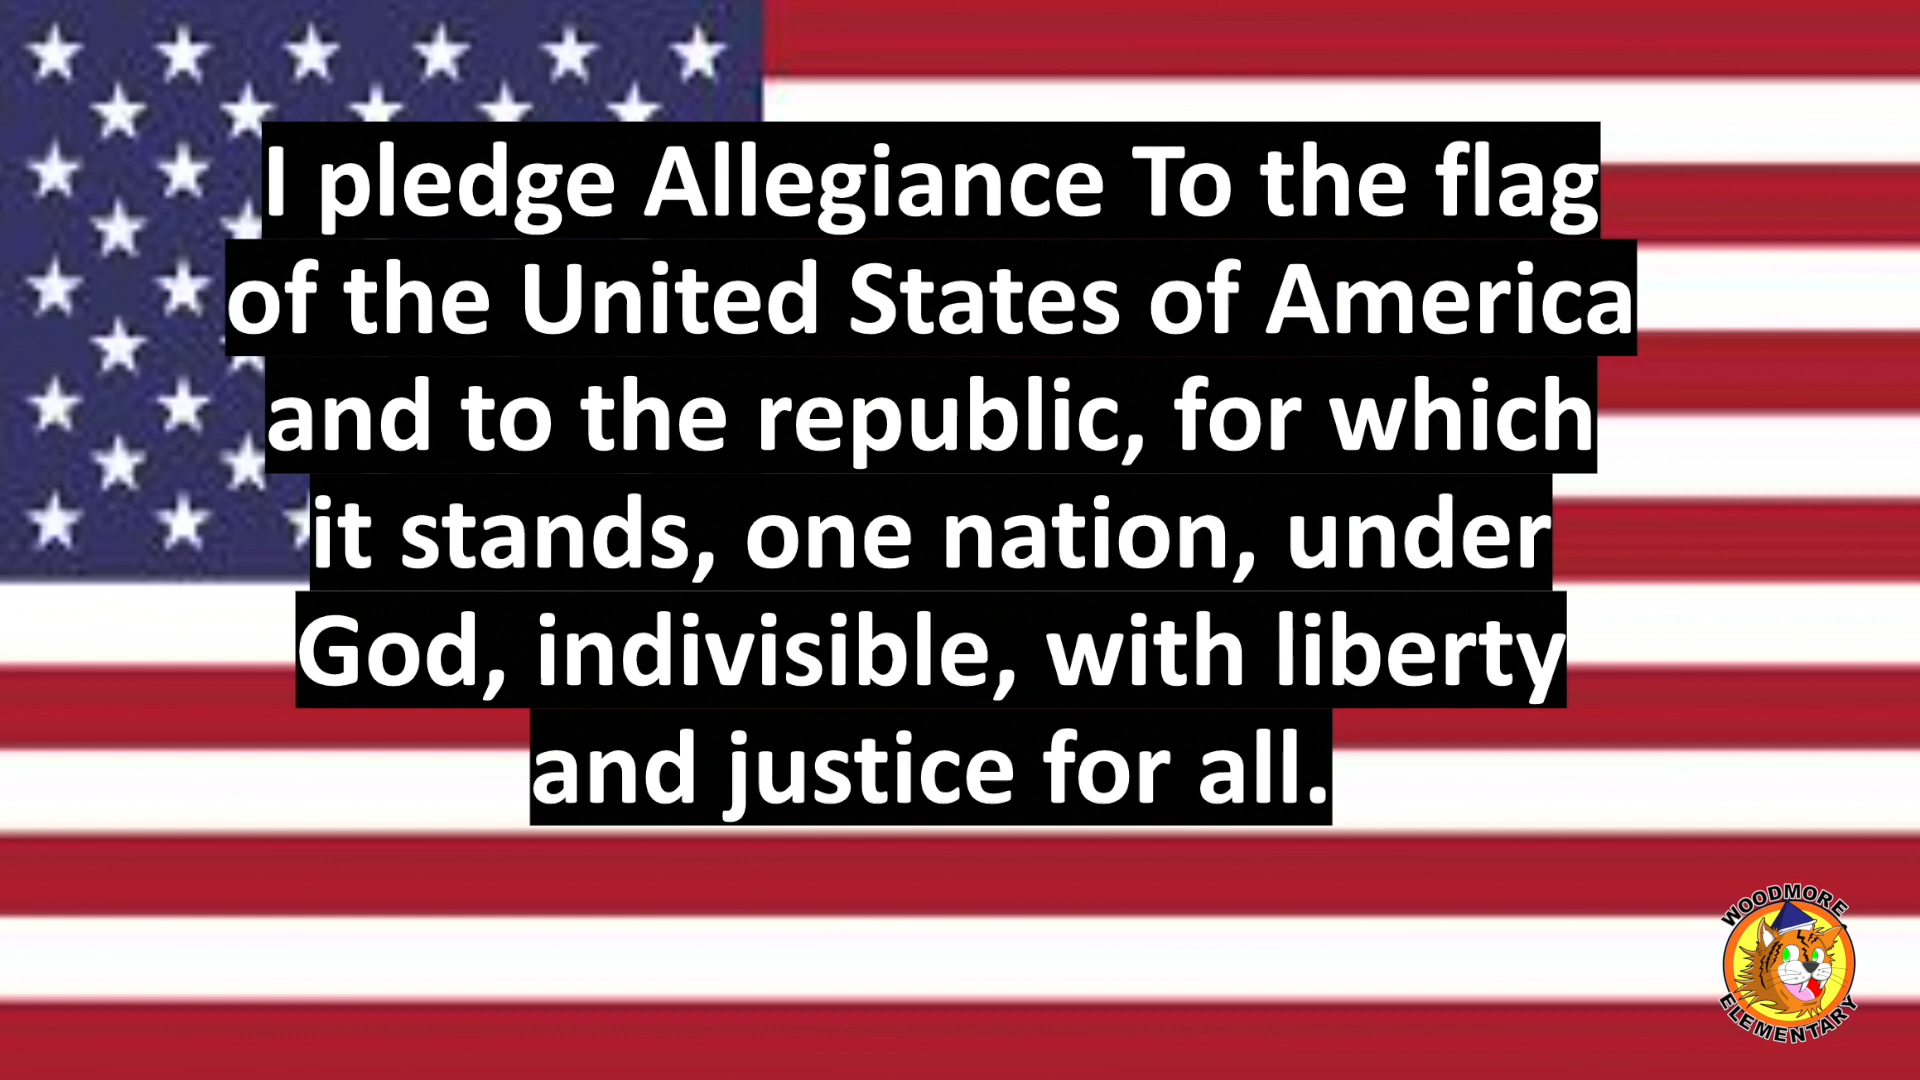 I pledge Allegiance To the flag
of the United States of America
and to the republic, for which
it stands, one nation, under
God, indivisible, with liberty
and justice for all.
WOODMORE
ELEMENTARY